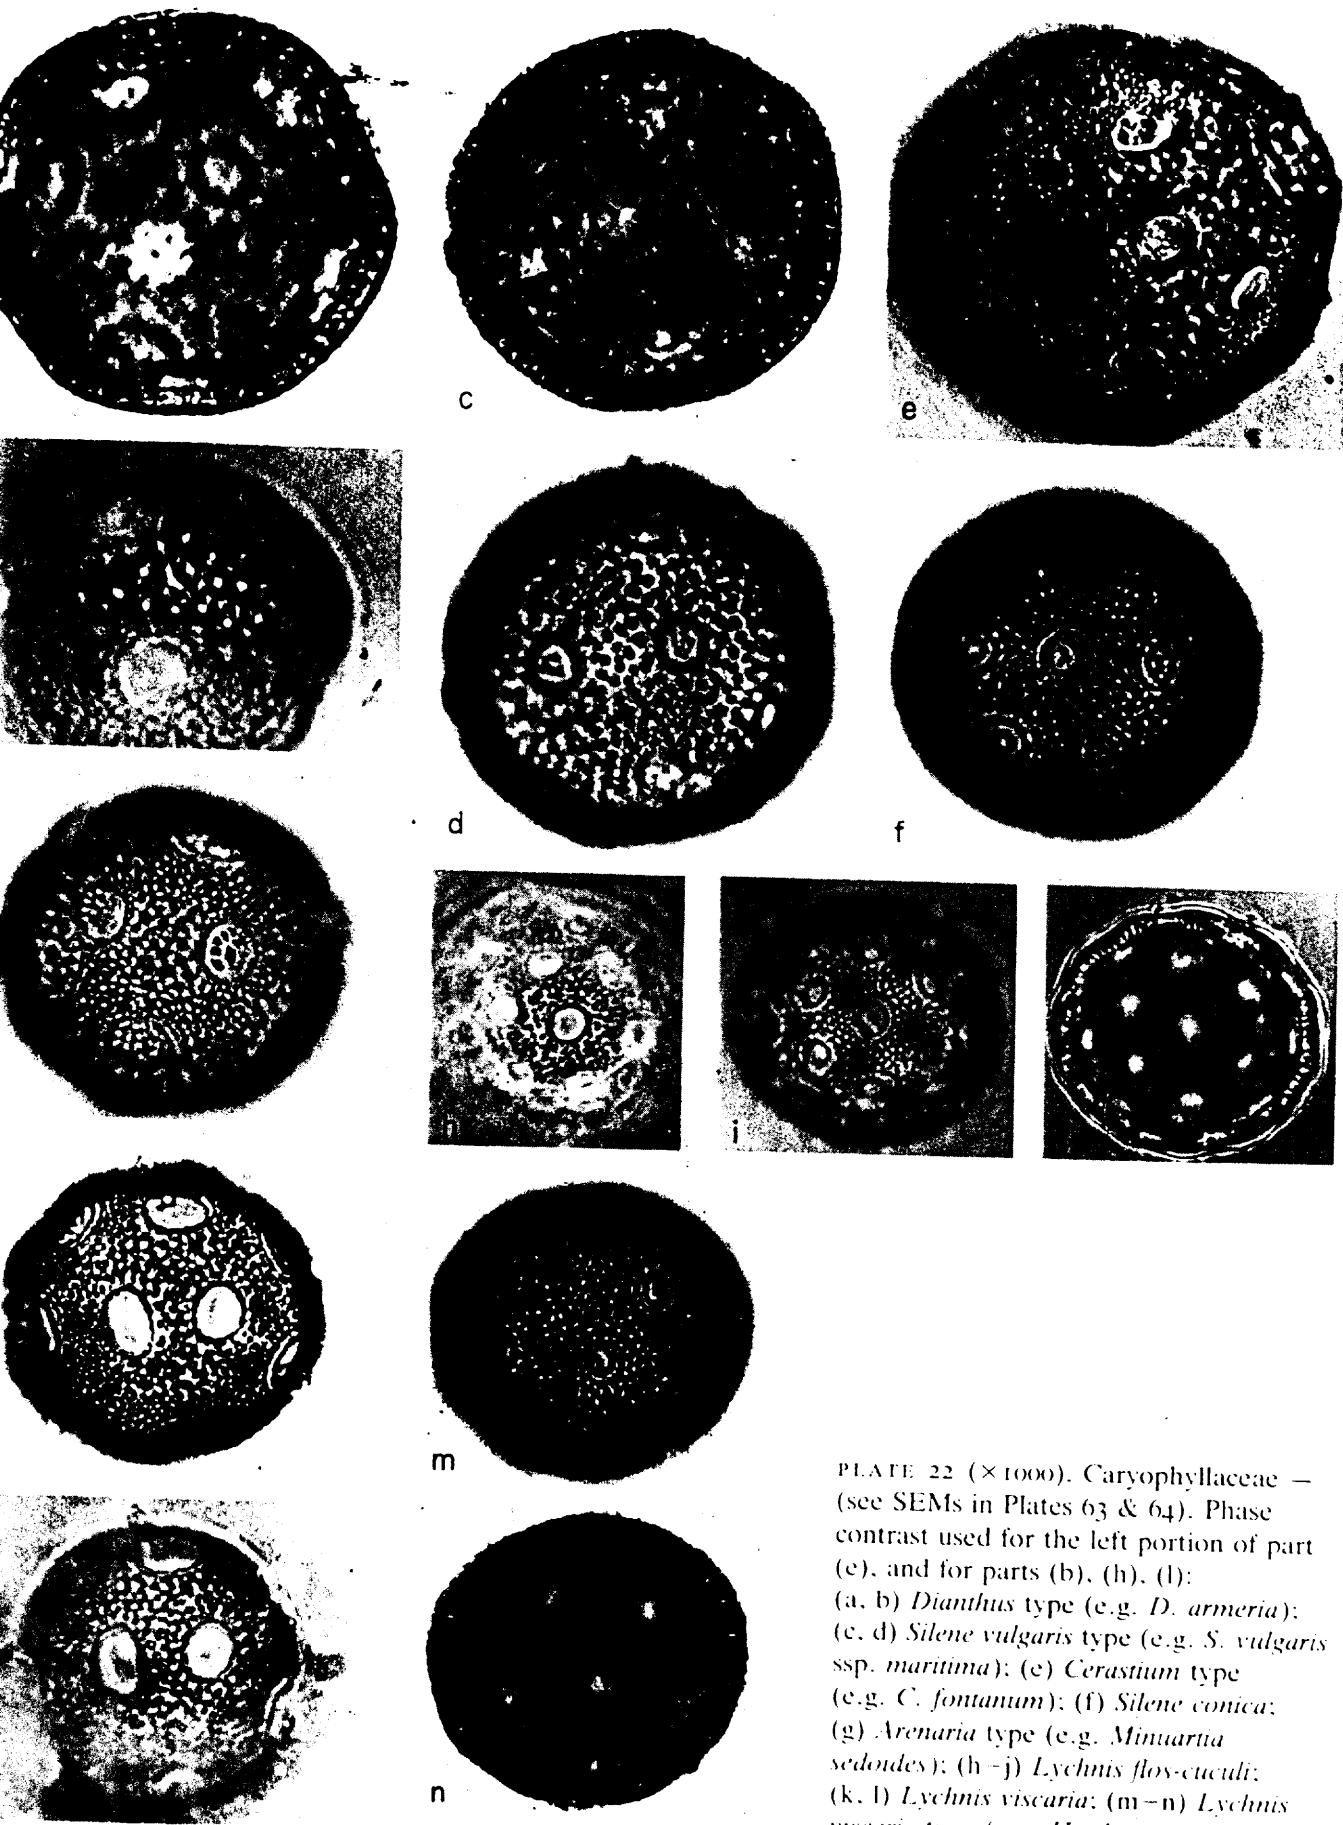 c
e
d
f
h
i
m
n
PLATE 22 (×1000). Caryophyllaceae –
(see SEMs in Plates 63 & 64). Phase
contrast used for the left portion of part
(e), and for parts (b), (h), (l):
(a, b) Dianthus type (e.g. D. armeria);
(c, d) Silene vulgaris type (e.g. S. vulgaris
ssp. maritima); (e) Cerastium type
(e.g. C. fontanum); (f) Silene conica;
(g) Arenaria type (e.g. Minuartia
sedoides); (h–j) Lychnis flos-cuculi;
(k, l) Lychnis viscaria; (m–n) Lychnis